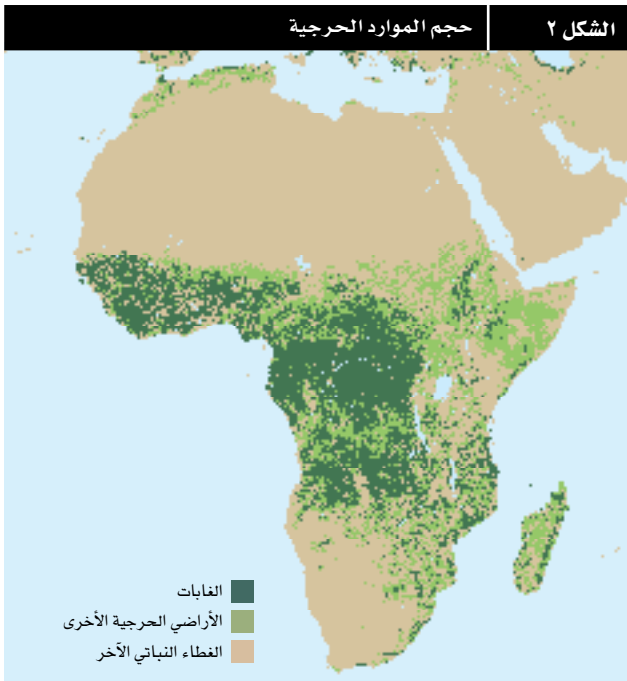 الشكل ٢
حجم الموارد الحرجية
الغابات
الأراضي الحرجية الأخرى
الغطاء النباتي الآخر